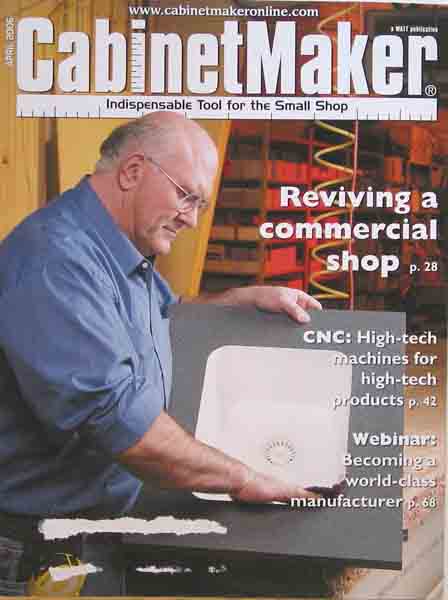 www.cabinetmakeronline.com
APRIL 2006
a WATT publication
CabinetMaker®
Indispensable Tool for the Small Shop
Reviving a
commercial
shop p. 28
CNC: High-tech
machines for
high-tech
products p. 42
Webinar:
Becoming a
world-class
manufacturer p. 68